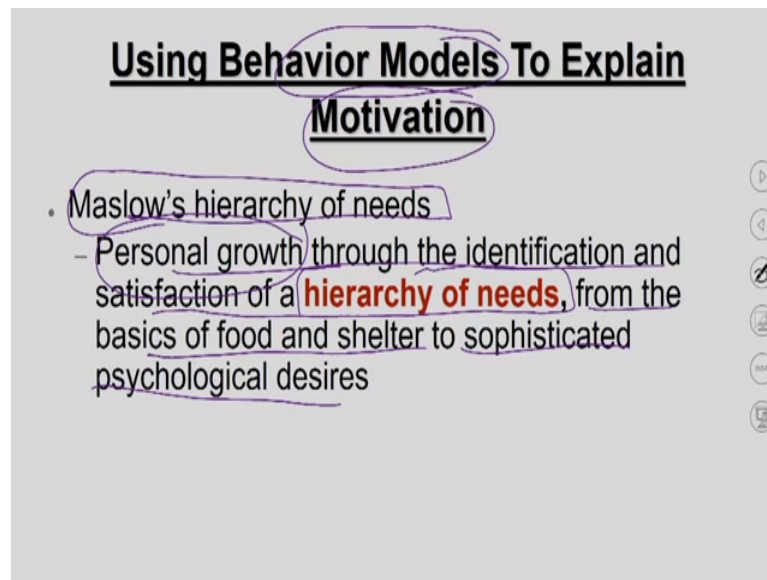 Using Behavior Models To Explain
Motivation
• Maslow's hierarchy of needs
– Personal growth through the identification and
satisfaction of a hierarchy of needs, from the
basics of food and shelter to sophisticated
psychological desires